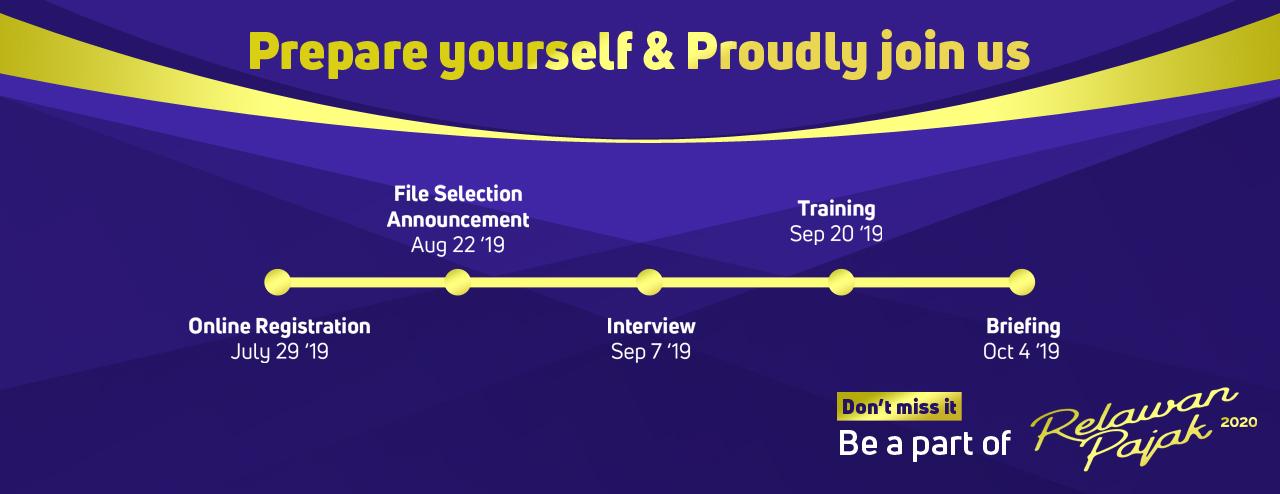 Prepare yourself & Proudly join us
File Selection
Announcement
Aug 22 ‘19
Training
Sep 20 ‘19
Online Registration
July 29 ‘19
Interview
Sep 7 ‘19
Briefing
Oct 4 ‘19
Don’t miss it
Be a part of
Relawan
Pajak 2020